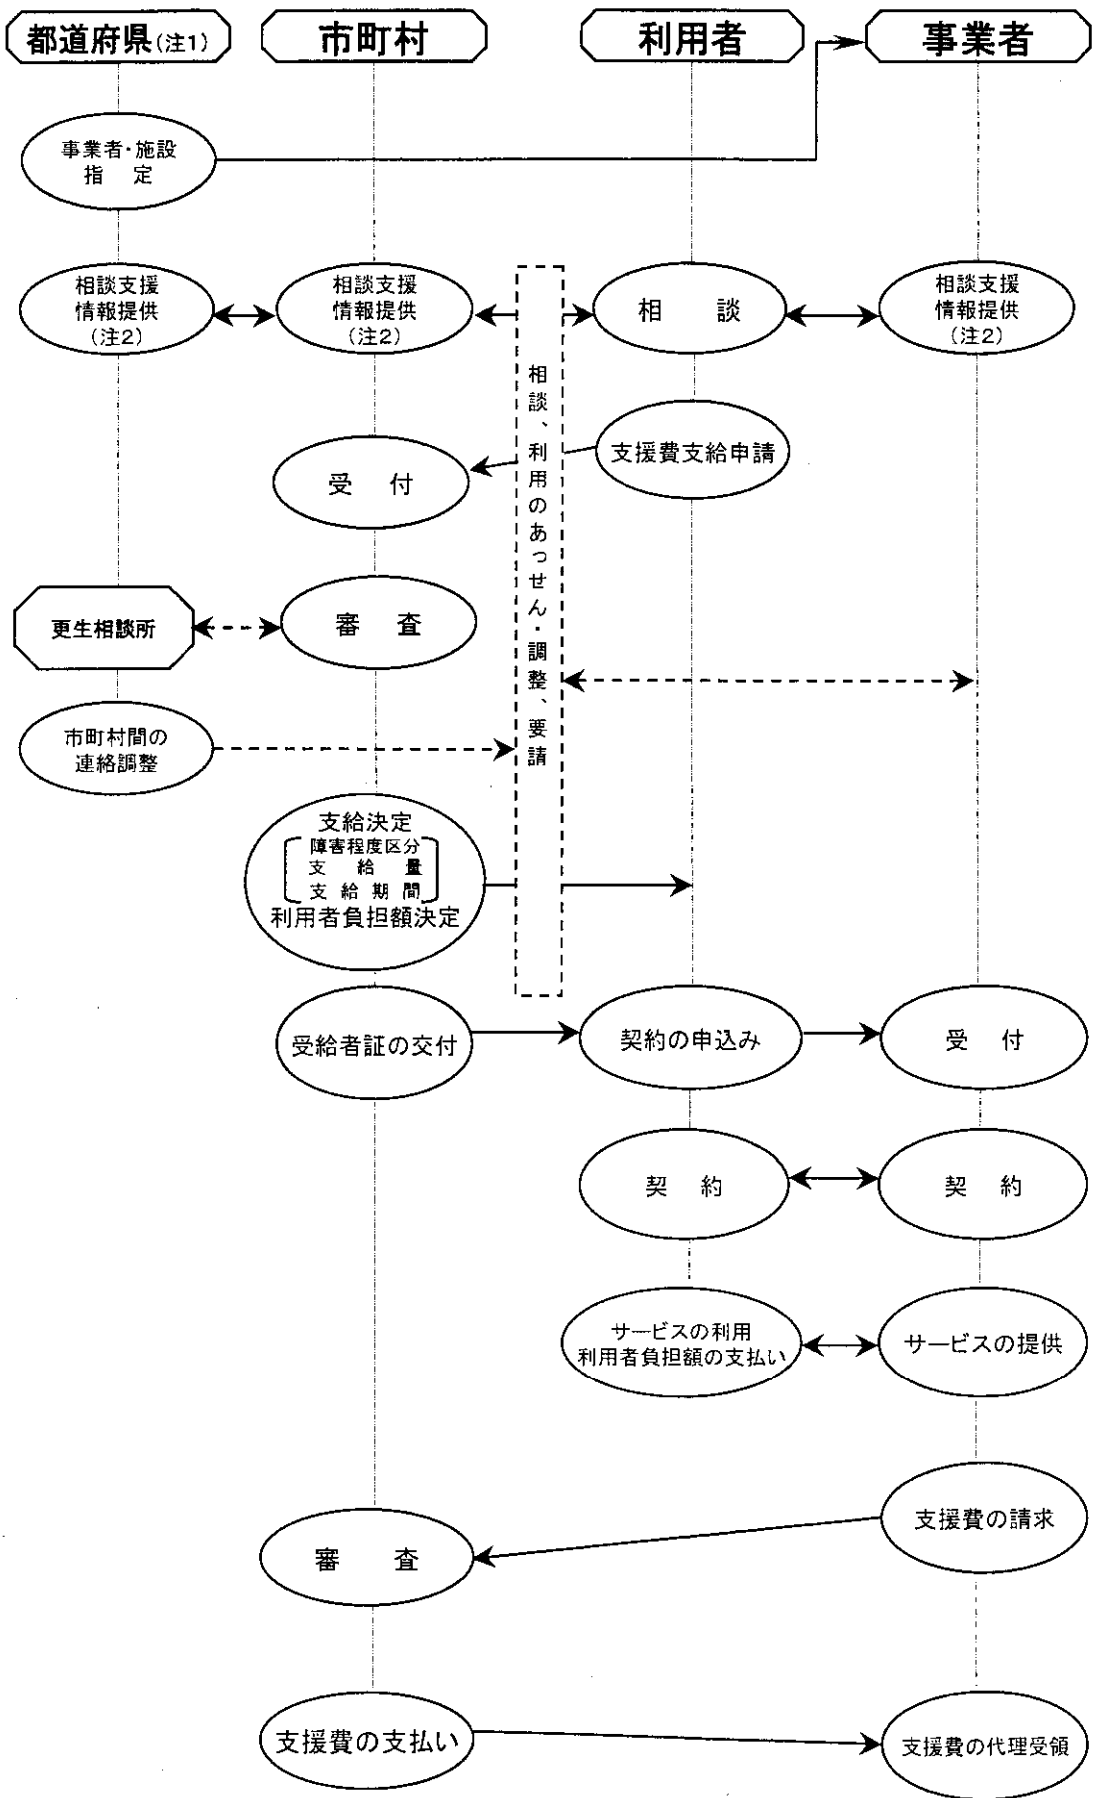 都道府県(注1)
市町村
利用者
事業者
事業者・施設
指 定
相談支援
情報提供
(注2)
相談支援
情報提供
(注2)
相 談
相談支援
情報提供
(注2)
相談、利用のあっせん・調整、要請
支援費支給申請
受 付
更生相談所
審 査
市町村間の
連絡調整
支給決定
障害程度区分
支 給 量
支給期間
利用者負担額決定
受給者証の交付
契約の申込み
受 付
契 約
契 約
サービスの利用
利用者負担額の支払い
サービスの提供
支援費の請求
審 査
支援費の支払い
支援費の代理受領